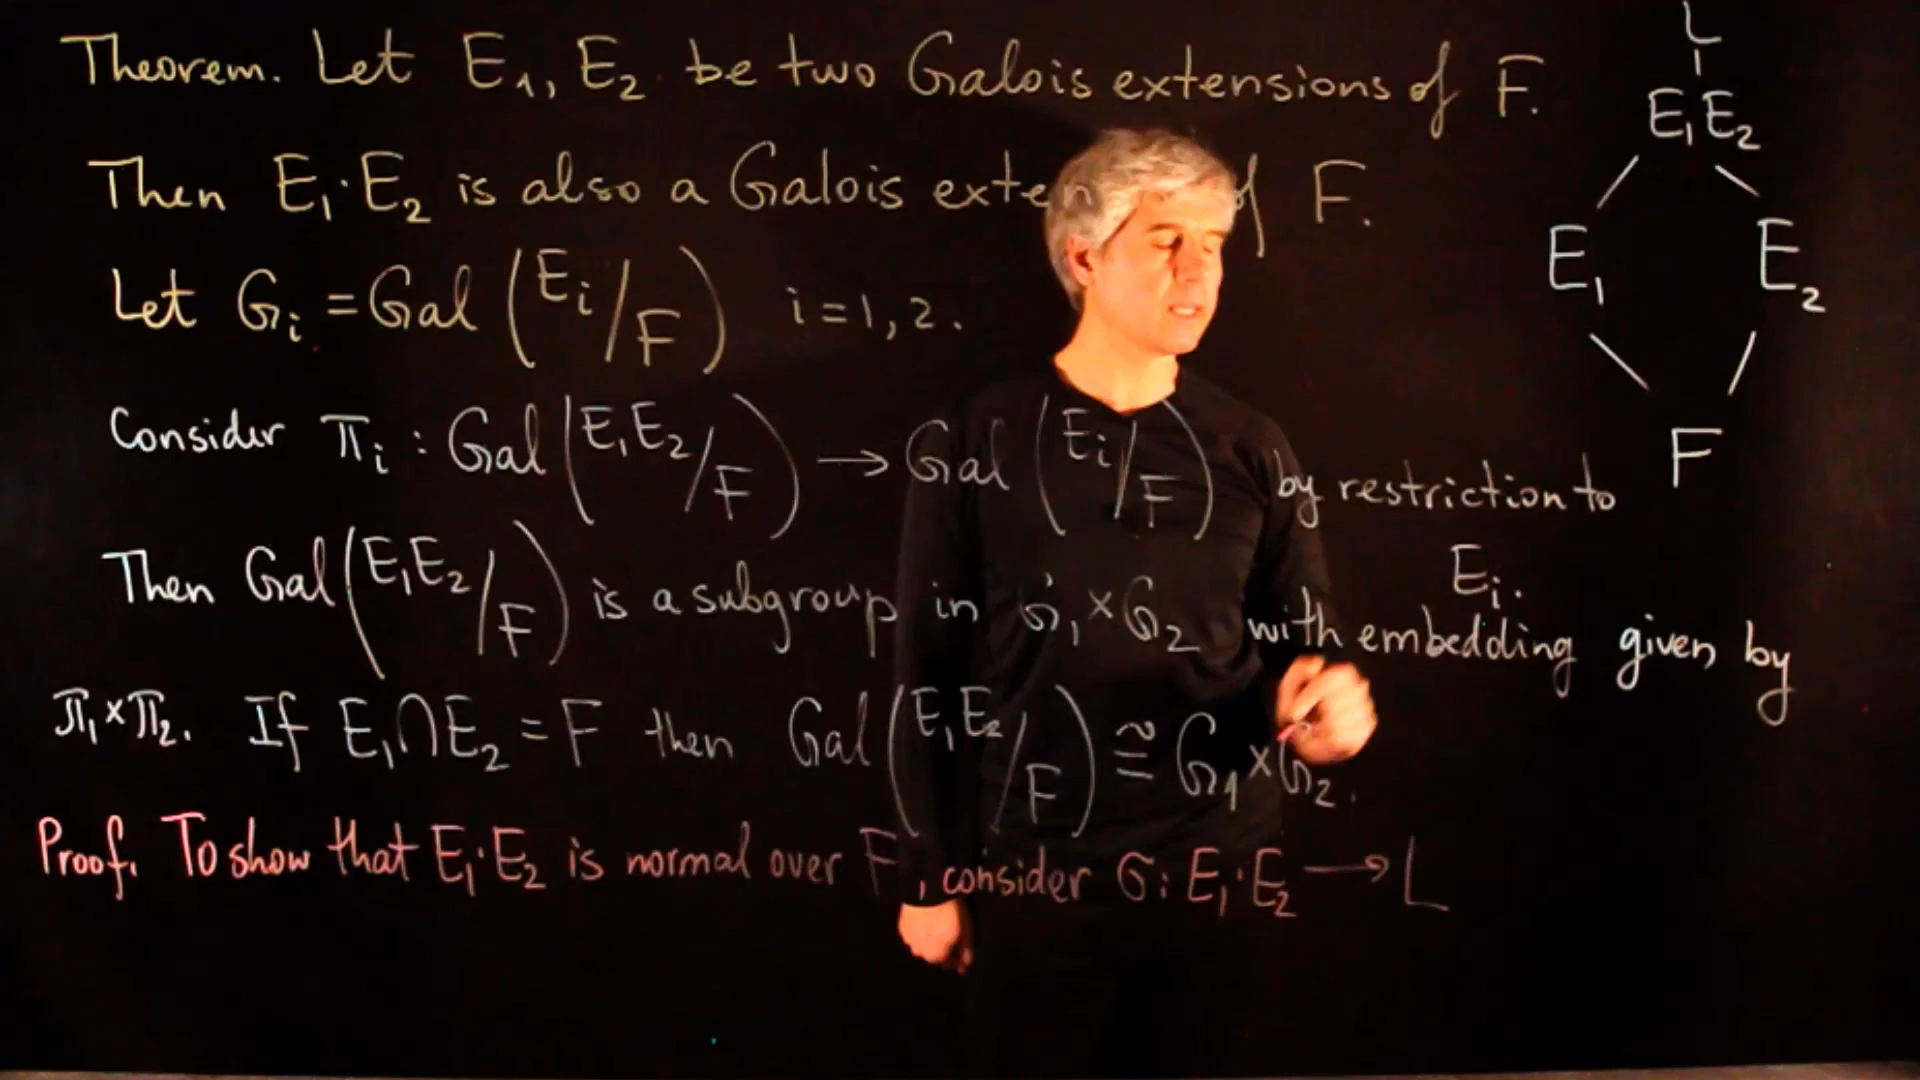 Theorem. Let E₁, E₂ be two Galois extensions of F.
Then E₁·E₂ is also a Galois exten of F.
Let Gᵢ = Gal (Eᵢ/F) i=1,2.
Consider πᵢ : Gal (E₁E₂/F) → Gal (Eᵢ/F) by restriction to
Eᵢ.
Then Gal (E₁E₂/F) is a subgroup in G₁×G₂ with embedding given by
π₁×π₂. If E₁∩E₂ = F then Gal (E₁E₂/F) ≅ G₁×G₂.
Proof. To show that E₁·E₂ is normal over F, consider σ: E₁·E₂ → L
L
E₁E₂
E₁ E₂
F